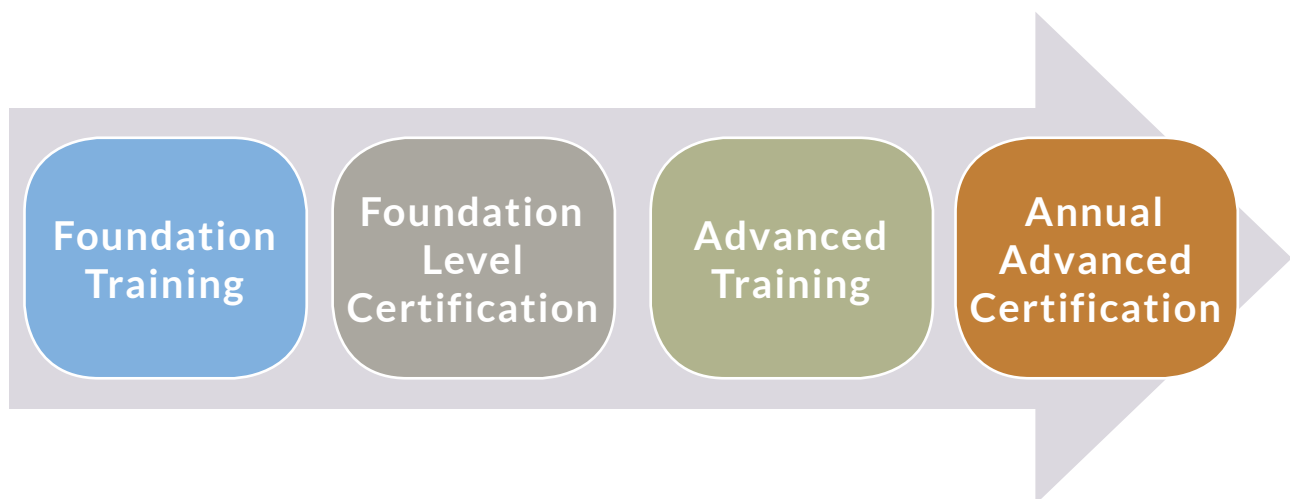 Foundation
Training
Foundation
Level
Certification
Advanced
Training
Annual
Advanced
Certification